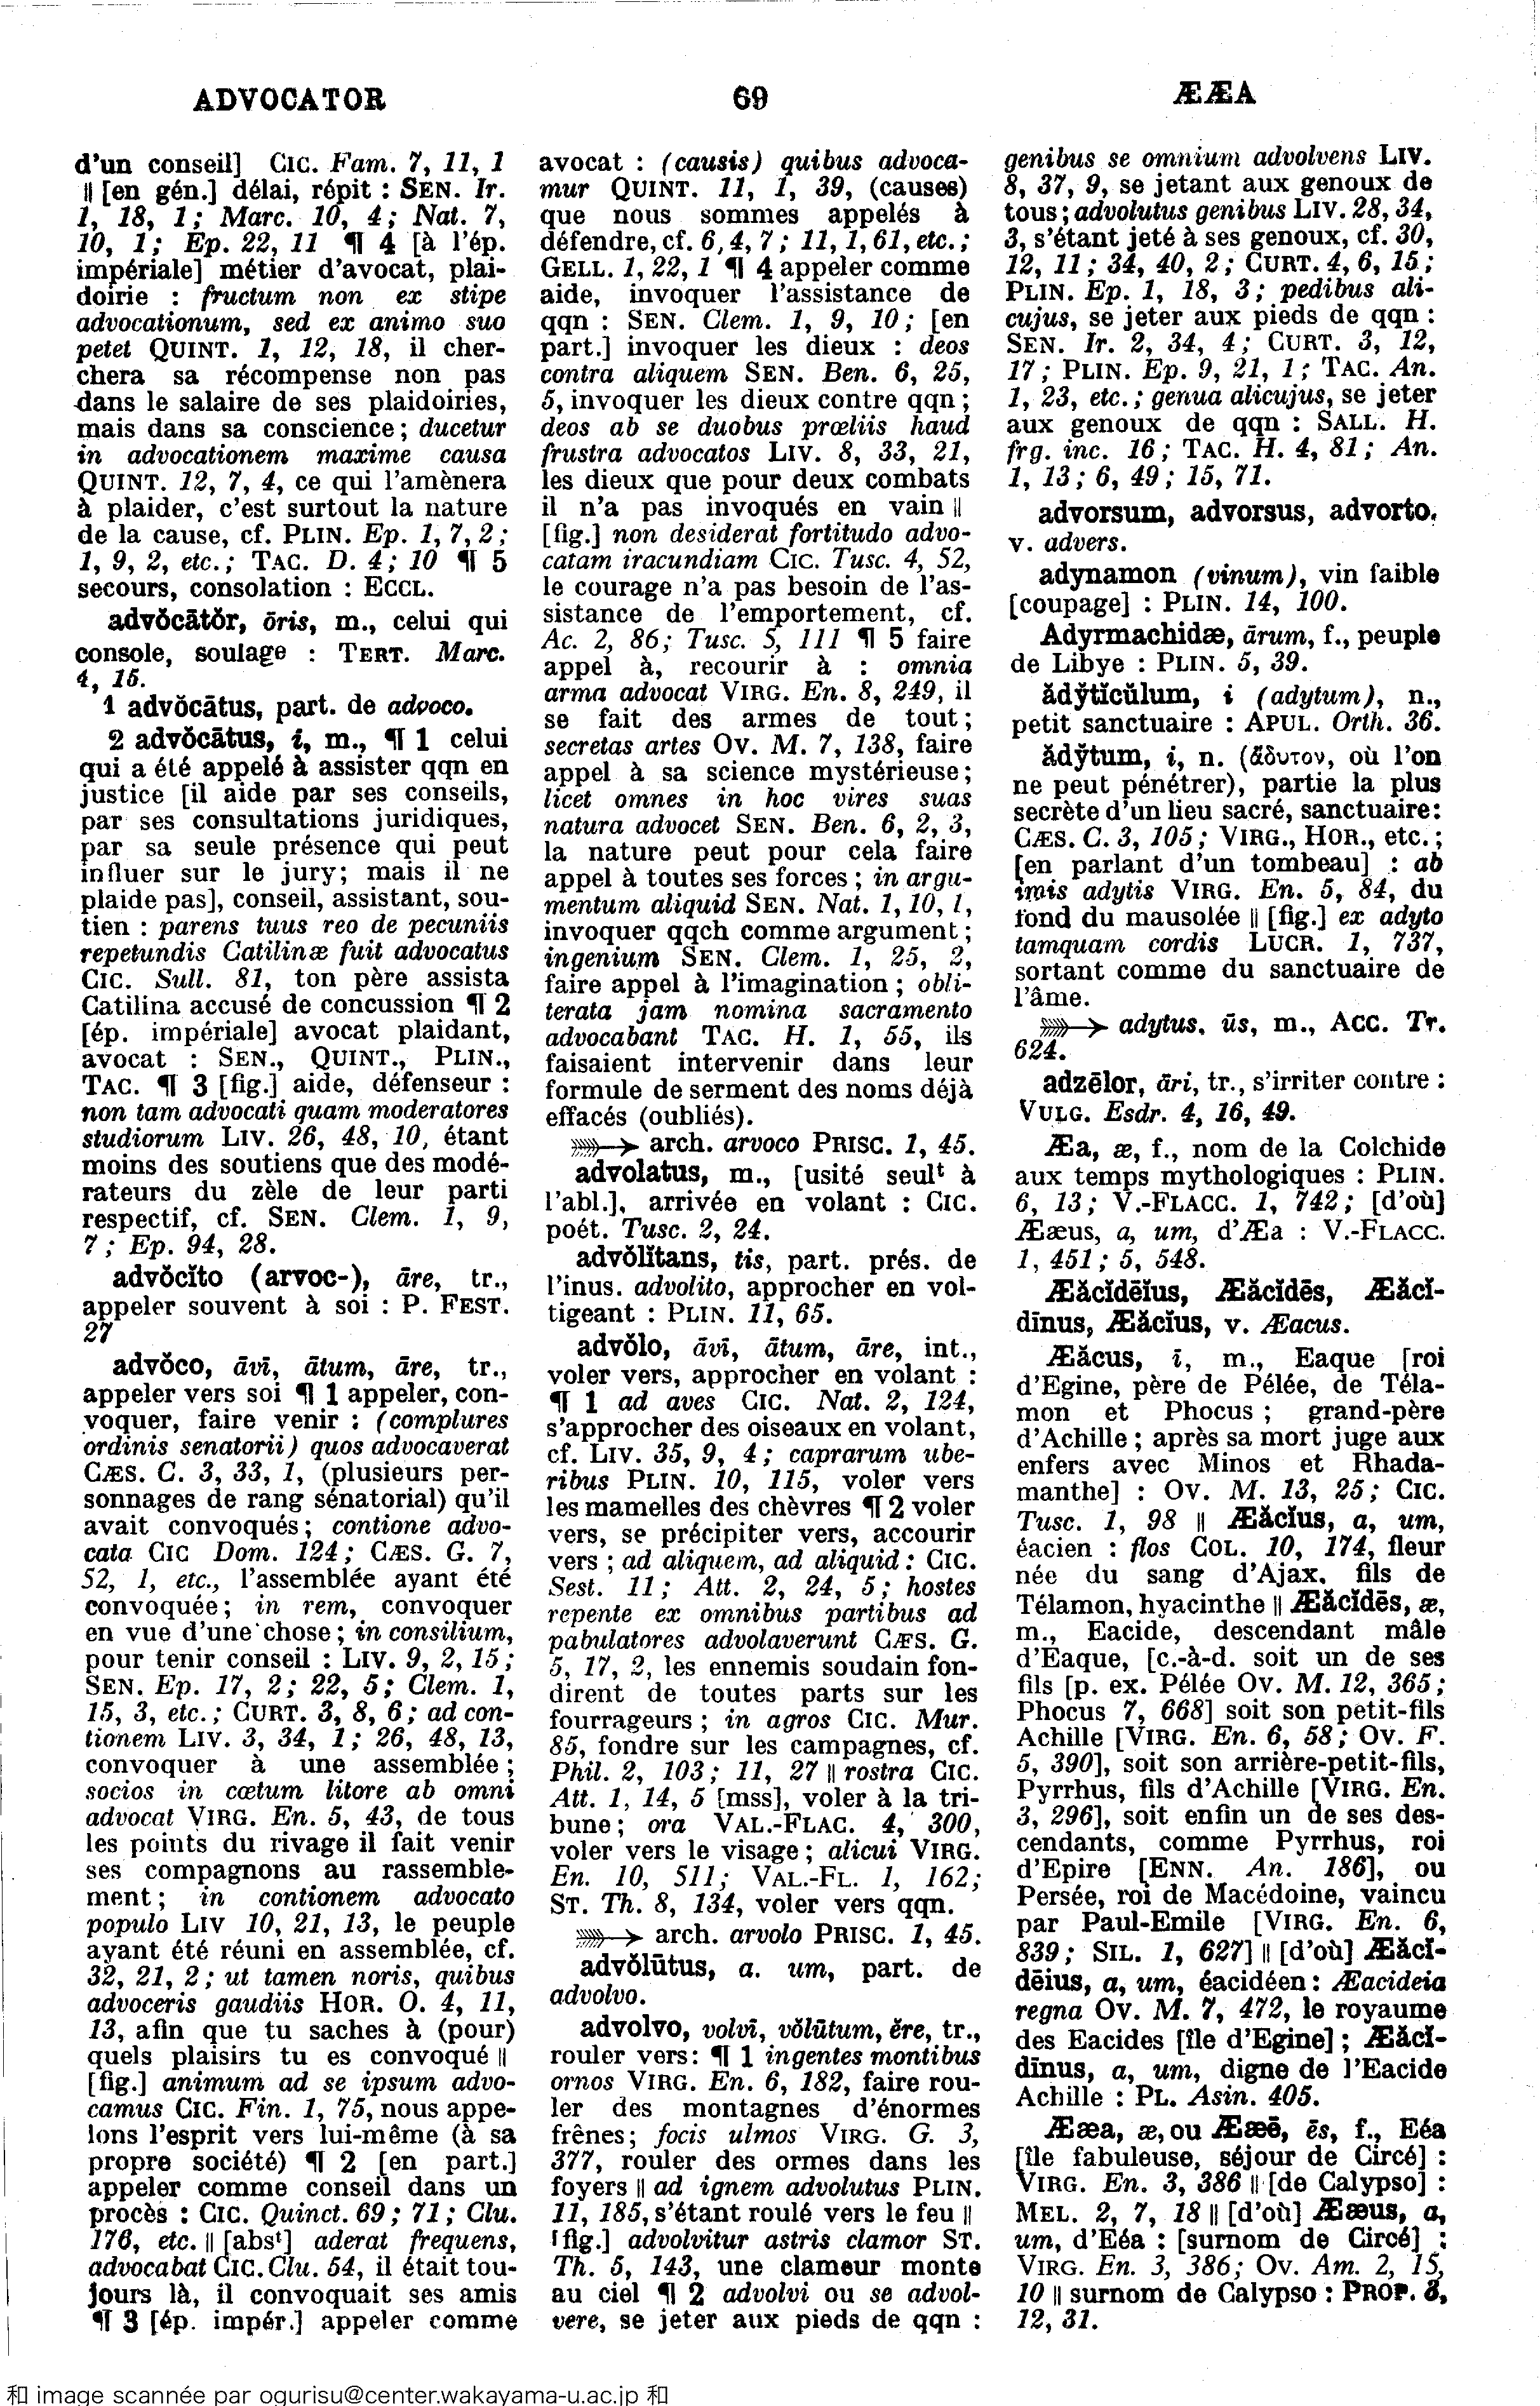 ADVOCATOR
69
ÆÆA
d'un conseil] CIC. Fam. 7, 11, 1
|| [en gén.] délai, répit : SEN. Ir.
1, 18, 1; Marc. 10, 4; Nat. 7,
10, 1; Ep. 22, 11 ¶ 4 [à l'ép.
impériale] métier d'avocat, plai-
doirie : fructum non ex stipe
advocationum, sed ex animo suo
petet QUINT. 1, 12, 18, il cher-
chera sa récompense non pas
dans le salaire de ses plaidoiries,
mais dans sa conscience; ducetur
in advocationem maxime causa
QUINT. 12, 7, 4, ce qui l'amènera
à plaider, c'est surtout la nature
de la cause, cf. PLIN. Ep. 1, 7, 2;
1, 9, 2, etc.; TAC. D. 4; 10 ¶ 5
secours, consolation : ECCL.
advŏcātŏr, ōris, m., celui qui
console, soulage : TERT. Marc.
4, 15.
1 advŏcātus, part. de advoco.
2 advŏcātus, i, m., ¶ 1 celui
qui a été appelé à assister qqn en
justice [il aide par ses conseils,
par ses consultations juridiques,
par sa seule présence qui peut
influer sur le jury; mais il ne
plaide pas], conseil, assistant, sou-
tien : parens tuus reo de pecuniis
repetundis Catilinæ fuit advocatus
CIC. Sull. 81, ton père assista
Catilina accusé de concussion ¶ 2
[ép. impériale] avocat plaidant,
avocat : SEN., QUINT., PLIN.,
TAC. ¶ 3 [fig.] aide, défenseur :
non tam advocati quam moderatores
studiorum LIV. 26, 48, 10, étant
moins des soutiens que des modé-
rateurs du zèle de leur parti
respectif, cf. SEN. Clem. 1, 9,
7; Ep. 94, 28.
advŏcĭto (arvoc-), āre, tr.,
appeler souvent à soi : P. FEST.
27
advŏco, āvī, ātum, āre, tr.,
appeler vers soi ¶ 1 appeler, con-
voquer, faire venir : (complures
ordinis senatorii) quos advocaverat
CÆS. C. 3, 33, 1, (plusieurs per-
sonnages de rang sénatorial) qu'il
avait convoqués; contione advo-
cata CIC Dom. 124; CÆS. G. 7,
52, 1, etc., l'assemblée ayant été
convoquée; in rem, convoquer
en vue d'une chose; in consilium,
pour tenir conseil : LIV. 9, 2, 15;
SEN. Ep. 17, 2; 22, 5; Clem. 1,
15, 3, etc.; CURT. 3, 8, 6; ad con-
tionem LIV. 3, 34, 1; 26, 48, 13,
convoquer à une assemblée;
socios in cœtum litore ab omni
advocat VIRG. En. 5, 43, de tous
les points du rivage il fait venir
ses compagnons au rassemble-
ment; in contionem advocato
populo LIV 10, 21, 13, le peuple
ayant été réuni en assemblée, cf.
32, 21, 2; ut tamen noris, quibus
advoceris gaudiis HOR. O. 4, 11,
13, afin que tu saches à (pour)
quels plaisirs tu es convoqué ||
[fig.] animum ad se ipsum advo-
camus CIC. Fin. 1, 75, nous appe-
lons l'esprit vers lui-même (à sa
propre société) ¶ 2 [en part.]
appeler comme conseil dans un
procès : CIC. Quinct. 69; 71; Clu.
176, etc. || [absᵗ] aderat frequens,
advocabat CIC. Clu. 54, il était tou-
jours là, il convoquait ses amis
¶ 3 [ép. impér.] appeler comme
avocat : (causis) quibus advoca-
mur QUINT. 11, 1, 39, (causes)
que nous sommes appelés à
défendre, cf. 6, 4, 7; 11, 1, 61, etc.;
GELL. 1, 22, 1 ¶ 4 appeler comme
aide, invoquer l'assistance de
qqn : SEN. Clem. 1, 9, 10; [en
part.] invoquer les dieux : deos
contra aliquem SEN. Ben. 6, 25,
5, invoquer les dieux contre qqn;
deos ab se duobus prœliis haud
frustra advocatos LIV. 8, 33, 21,
les dieux que pour deux combats
il n'a pas invoqués en vain ||
[fig.] non desiderat fortitudo advo-
catam iracundiam CIC. Tusc. 4, 52,
le courage n'a pas besoin de l'as-
sistance de l'emportement, cf.
Ac. 2, 86; Tusc. 5, 111 ¶ 5 faire
appel à, recourir à : omnia
arma advocat VIRG. En. 8, 249, il
se fait des armes de tout;
secretas artes OV. M. 7, 138, faire
appel à sa science mystérieuse;
licet omnes in hoc vires suas
natura advocet SEN. Ben. 6, 2, 3,
la nature peut pour cela faire
appel à toutes ses forces; in argu-
mentum aliquid SEN. Nat. 1, 10, 1,
invoquer qqch comme argument;
ingenium SEN. Clem. 1, 25, 2,
faire appel à l'imagination; obli-
terata jam nomina sacramento
advocabant TAC. H. 1, 55, ils
faisaient intervenir dans leur
formule de serment des noms déjà
effacés (oubliés).
arch. arvoco PRISC. 1, 45.
advolatus, m., [usité seulᵗ à
l'abl.], arrivée en volant : CIC.
poét. Tusc. 2, 24.
advŏlĭtans, tis, part. prés. de
l'inus. advolito, approcher en vol-
tigeant : PLIN. 11, 65.
advŏlo, āvī, ātum, āre, int.,
voler vers, approcher en volant :
¶ 1 ad aves CIC. Nat. 2, 124,
s'approcher des oiseaux en volant,
cf. LIV. 35, 9, 4; caprarum ube-
ribus PLIN. 10, 115, voler vers
les mamelles des chèvres ¶ 2 voler
vers, se précipiter vers, accourir
vers; ad aliquem, ad aliquid : CIC.
Sest. 11; Att. 2, 24, 5; hostes
repente ex omnibus partibus ad
pabulatores advolaverunt CÆS. G.
5, 17, 2, les ennemis soudain fon-
dirent de toutes parts sur les
fourrageurs; in agros CIC. Mur.
85, fondre sur les campagnes, cf.
Phil. 2, 103; 11, 27 || rostra CIC.
Att. 1, 14, 5 [mss], voler à la tri-
bune; ora VAL.-FLAC. 4, 300,
voler vers le visage; alicui VIRG.
En. 10, 511; VAL.-FL. 1, 162;
ST. Th. 8, 134, voler vers qqn.
arch. arvolo PRISC. 1, 45.
advŏlūtus, a. um, part. de
advolvo.
advolvo, volvī, vŏlūtum, ĕre, tr.,
rouler vers: ¶ 1 ingentes montibus
ornos VIRG. En. 6, 182, faire rou-
ler des montagnes d'énormes
frênes; focis ulmos VIRG. G. 3,
377, rouler des ormes dans les
foyers || ad ignem advolutus PLIN.
11, 185, s'étant roulé vers le feu ||
[fig.] advolvitur astris clamor ST.
Th. 5, 143, une clameur monte
au ciel ¶ 2 advolvi ou se advol-
vere, se jeter aux pieds de qqn :
genibus se omnium advolvens LIV.
8, 37, 9, se jetant aux genoux de
tous; advolutus genibus LIV. 28, 34,
3, s'étant jeté à ses genoux, cf. 30,
12, 11; 34, 40, 2; CURT. 4, 6, 15;
PLIN. Ep. 1, 18, 3; pedibus ali-
cujus, se jeter aux pieds de qqn :
SEN. Ir. 2, 34, 4; CURT. 3, 12,
17; PLIN. Ep. 9, 21, 1; TAC. An.
1, 23, etc.; genua alicujus, se jeter
aux genoux de qqn : SALL. H.
frg. inc. 16; TAC. H. 4, 81; An.
1, 13; 6, 49; 15, 71.
advorsum, advorsus, advorto,
v. advers.
adynamon (vinum), vin faible
[coupage] : PLIN. 14, 100.
Adyrmachidæ, ārum, f., peuple
de Libye : PLIN. 5, 39.
ădўtĭcŭlum, i (adytum), n.,
petit sanctuaire : APUL. Orth. 36.
ădўtum, i, n. (ἄδυτον, où l'on
ne peut pénétrer), partie la plus
secrète d'un lieu sacré, sanctuaire:
CÆS. C. 3, 105; VIRG., HOR., etc.;
[en parlant d'un tombeau] : ab
imis adytis VIRG. En. 5, 84, du
fond du mausolée || [fig.] ex adyto
tamquam cordis LUCR. 1, 737,
sortant comme du sanctuaire de
l'âme.
adytus, ūs, m., ACC. Tr.
624.
adzēlor, āri, tr., s'irriter contre :
VULG. Esdr. 4, 16, 49.
Æa, æ, f., nom de la Colchide
aux temps mythologiques : PLIN.
6, 13; V.-FLACC. 1, 742; [d'où]
Ææus, a, um, d'Æa : V.-FLACC.
1, 451; 5, 548.
Æăcĭdēĭus, Æăcĭdēs, Æăcĭ-
dīnus, Æăcĭus, v. Æacus.
Æăcus, ī, m., Eaque [roi
d'Egine, père de Pélée, de Téla-
mon et Phocus; grand-père
d'Achille; après sa mort juge aux
enfers avec Minos et Rhada-
manthe] : OV. M. 13, 25; CIC.
Tusc. 1, 98 || Æăcĭus, a, um,
éacien : flos COL. 10, 174, fleur
née du sang d'Ajax, fils de
Télamon, hyacinthe || Æăcĭdēs, æ,
m., Eacide, descendant mâle
d'Eaque, [c.-à-d. soit un de ses
fils [p. ex. Pélée OV. M. 12, 365;
Phocus 7, 668] soit son petit-fils
Achille [VIRG. En. 6, 58; OV. F.
5, 390], soit son arrière-petit-fils,
Pyrrhus, fils d'Achille [VIRG. En.
3, 296], soit enfin un de ses des-
cendants, comme Pyrrhus, roi
d'Epire [ENN. An. 186], ou
Persée, roi de Macédoine, vaincu
par Paul-Emile [VIRG. En. 6,
839; SIL. 1, 627] || [d'où] Æăcĭ-
dēius, a, um, éacidéen : Æacideia
regna OV. M. 7, 472, le royaume
des Eacides [île d'Egine]; Æăcĭ-
dīnus, a, um, digne de l'Eacide
Achille : PL. Asin. 405.
Ææa, æ, ou Ææē, ēs, f., Eéa
[île fabuleuse, séjour de Circé] :
VIRG. En. 3, 386 || [de Calypso] :
MEL. 2, 7, 18 || [d'où] Ææus, a,
um, d'Eéa : [surnom de Circé] :
VIRG. En. 3, 386; OV. Am. 2, 15,
10 || surnom de Calypso : PROP. 3,
12, 31.
和 image scannée par ogurisu@center.wakayama-u.ac.jp 和